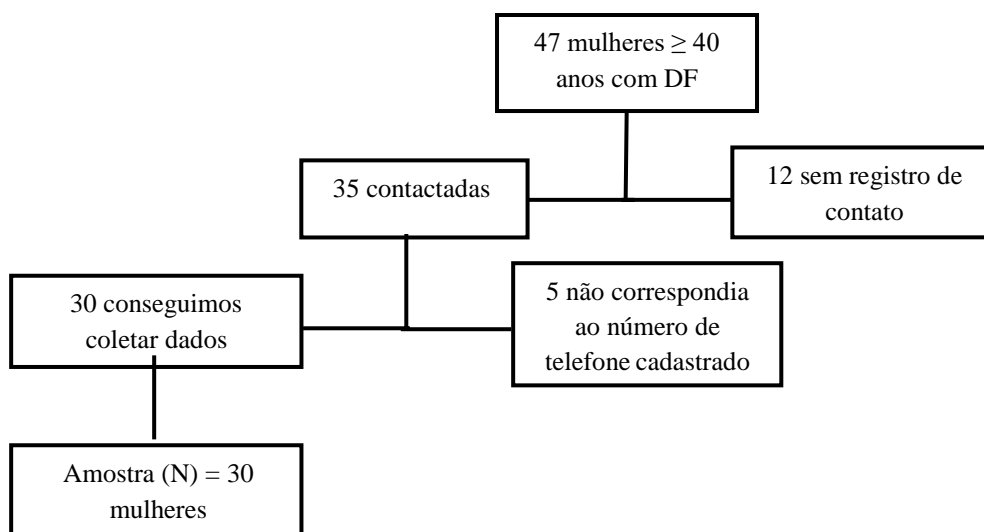 47 mulheres ≥ 40
anos com DF
35 contactadas
12 sem registro de
contato
30 conseguimos
coletar dados
5 não correspondia
ao número de
telefone cadastrado
Amostra (N) = 30
mulheres